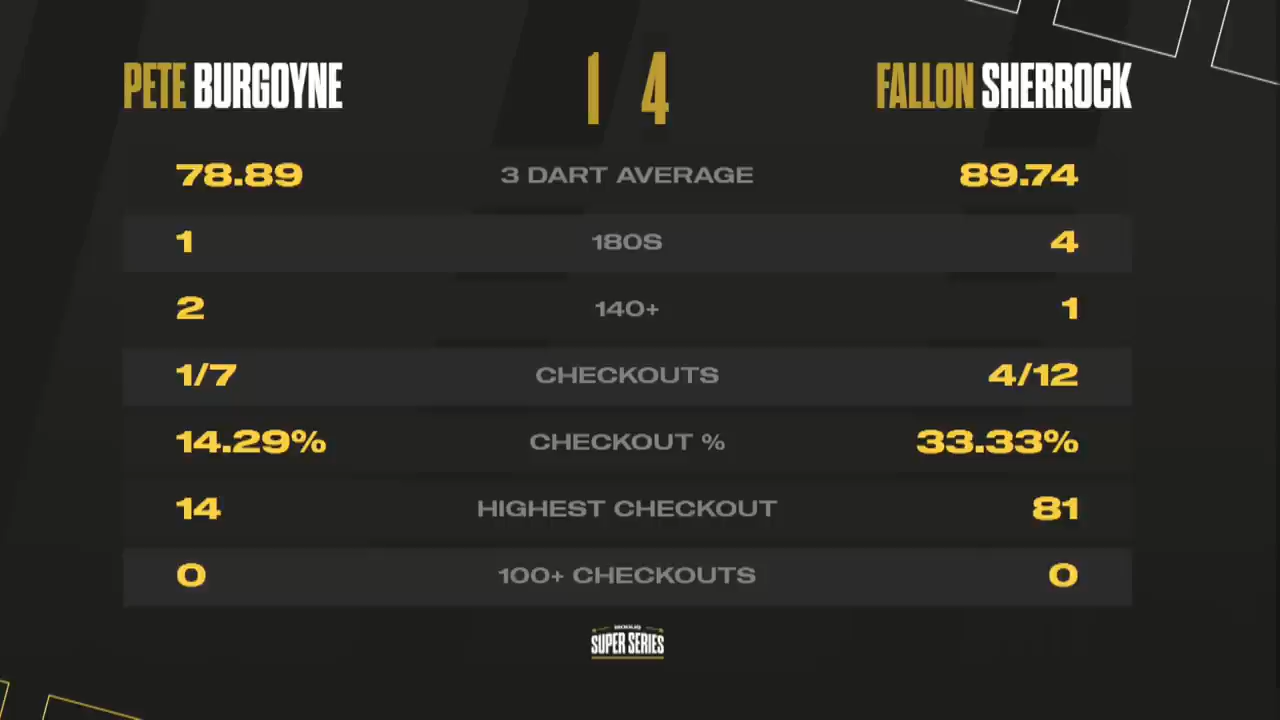 PETE BURGOYNE 1 4 FALLON SHERROCK
78.89 3 DART AVERAGE 89.74
1 180S 4
2 140+ 1
1/7 CHECKOUTS 4/12
14.29% CHECKOUT % 33.33%
14 HIGHEST CHECKOUT 81
0 100+ CHECKOUTS 0
MODUS
SUPER SERIES